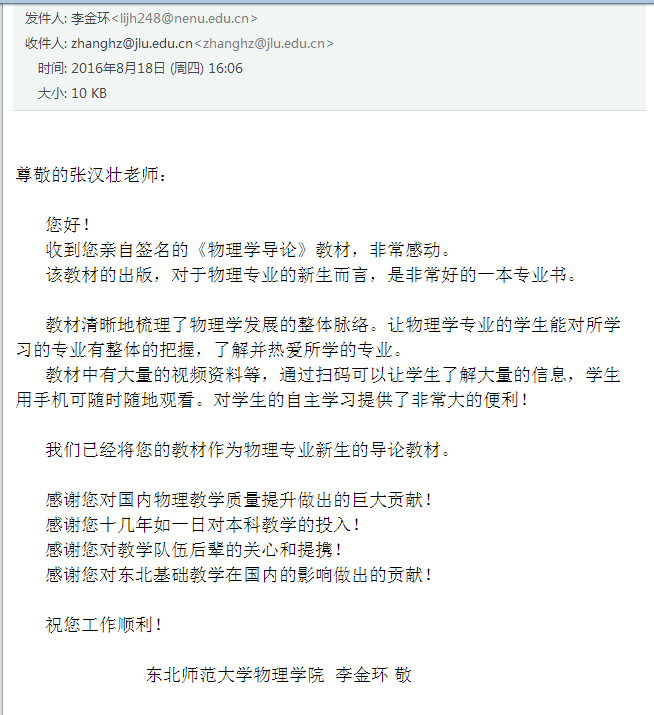 发件人: 李金环<lijh248@nenu.edu.cn>
收件人: zhanghz@jlu.edu.cn<zhanghz@jlu.edu.cn>
时间: 2016年8月18日 (周四) 16:06
大小: 10 KB
尊敬的张汉壮老师：
您好！
收到您亲自签名的《物理学导论》教材，非常感动。
该教材的出版，对于物理专业的新生而言，是非常好的一本专业书。
教材清晰地梳理了物理学发展的整体脉络。让物理学专业的学生能对所学
习的专业有整体的把握，了解并热爱所学的专业。
教材中有大量的视频资料等，通过扫码可以让学生了解大量的信息，学生
用手机可随时随地观看。对学生的自主学习提供了非常大的便利！
我们已经将您的教材作为物理专业新生的导论教材。
感谢您对国内物理教学质量提升做出的巨大贡献！
感谢您十几年如一日对本科教学的投入！
感谢您对教学队伍后辈的关心和提携！
感谢您对东北基础教学在国内的影响做出的贡献！
祝您工作顺利！
东北师范大学物理学院 李金环 敬